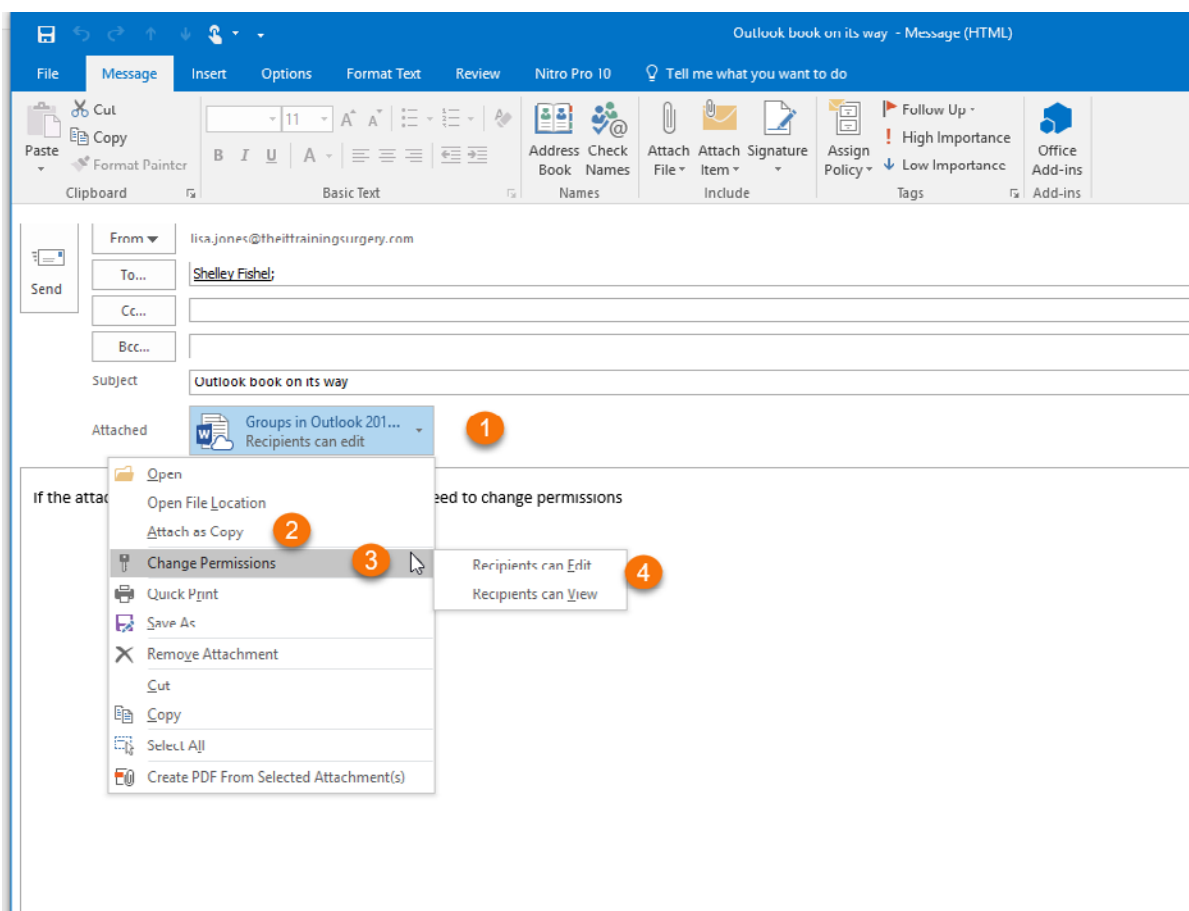 Outlook book on its way - Message (HTML)
File Message Insert Options Format Text Review Nitro Pro 10 Tell me what you want to do
Paste
Cut
Copy
Format Painter
Clipboard
11
A A
B I U A
Basic Text
Address Book
Check Names
Names
Attach File
Attach Item
Signature
Include
Assign Policy
Follow Up
High Importance
Low Importance
Tags
Office Add-ins
Add-ins
Send
From lisa.jones@theittrainingsurgery.com
To... Shelley Fishel;
Cc...
Bcc...
Subject Outlook book on its way
Attached Groups in Outlook 201...
Recipients can edit
1
If the attac
eed to change permissions
Open
Open File Location
Attach as Copy 2
Change Permissions 3
Recipients can Edit 4
Recipients can View
Quick Print
Save As
Remove Attachment
Cut
Copy
Select All
Create PDF From Selected Attachment(s)